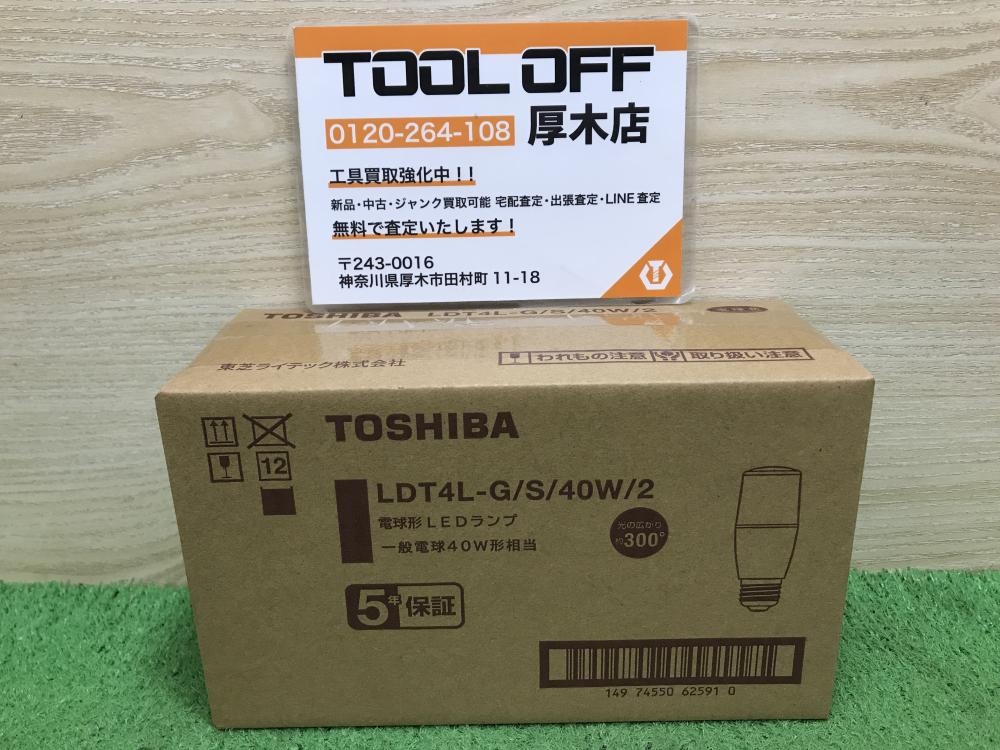 TOOL OFF
0120-264-108 厚木店
工具買取強化中！！
新品・中古・ジャンク買取可能 宅配査定・出張査定・LINE査定
無料で査定いたします！
〒243-0016
神奈川県厚木市田村町 11-18
TOSHIBA LDT4L-G/S/40W/2
東芝ライテック株式会社
われもの注意 取り扱い注意
TOSHIBA
12
LDT4L-G/S/40W/2
電球形LEDランプ
一般電球40W形相当
光の広がり
約300°
5年保証
149 74550 62591 0